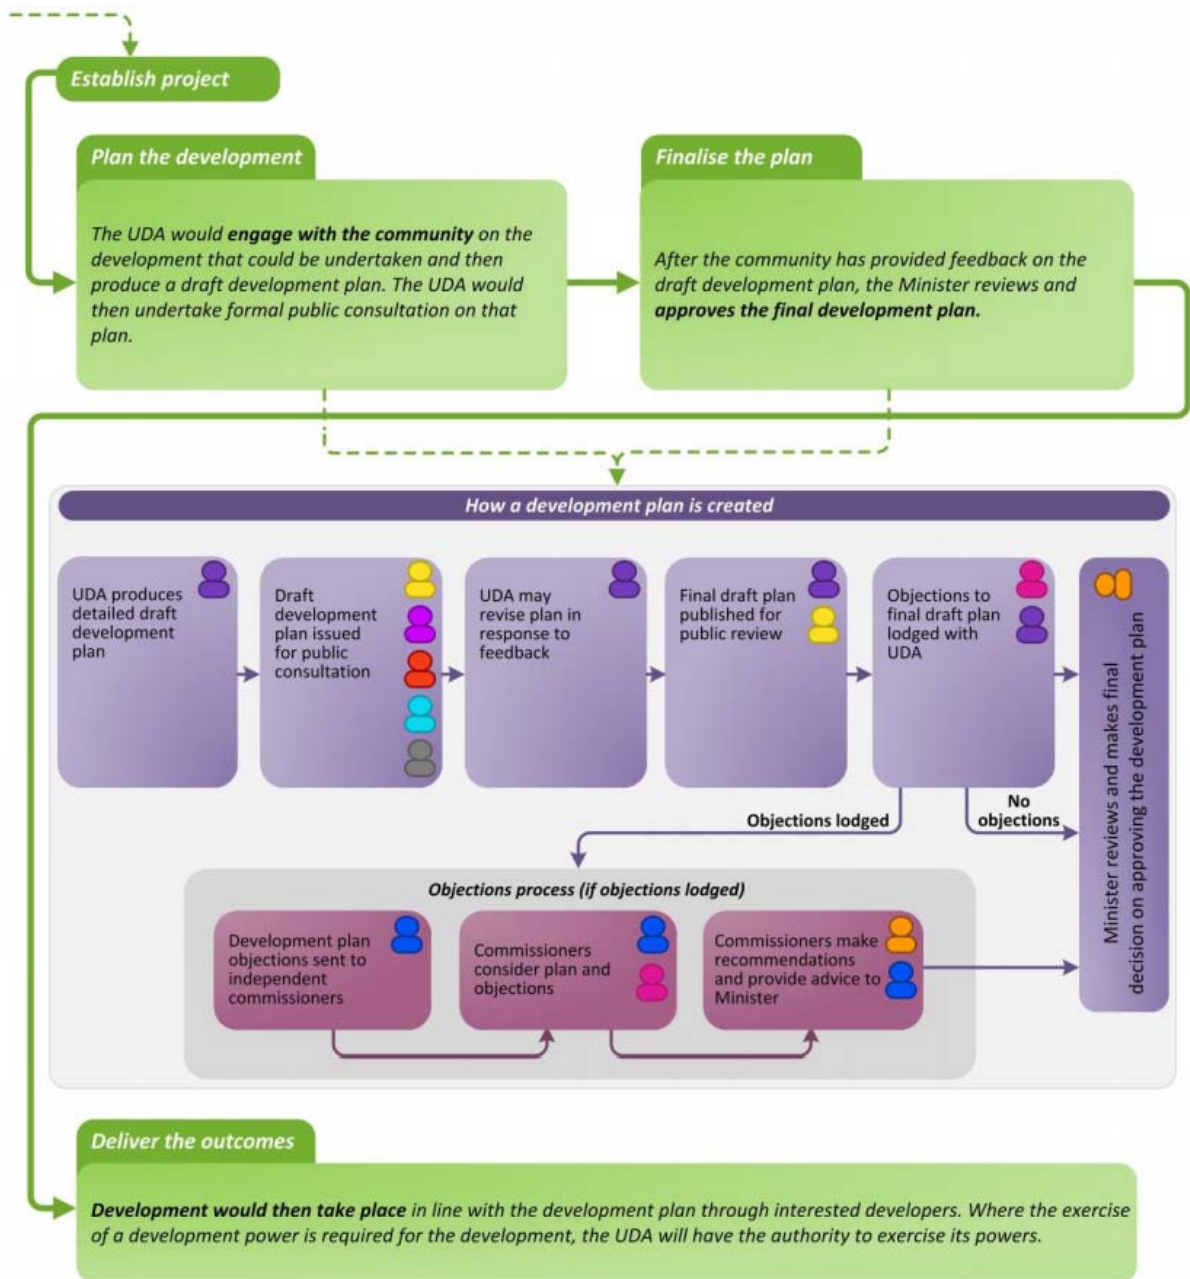 Establish project
Plan the development
The UDA would engage with the community on the
development that could be undertaken and then
produce a draft development plan. The UDA would
then undertake formal public consultation on that
plan.
Finalise the plan
After the community has provided feedback on the
draft development plan, the Minister reviews and
approves the final development plan.
How a development plan is created
UDA produces
detailed draft
development
plan
Draft
development
plan issued
for public
consultation
UDA may
revise plan in
response to
feedback
Final draft plan
published for
public review
Objections to
final draft plan
lodged with
UDA
Minister reviews and makes final
decision on approving the development plan
Objections lodged
No
objections
Objections process (if objections lodged)
Development plan
objections sent to
independent
commissioners
Commissioners
consider plan and
objections
Commissioners make
recommendations
and provide advice to
Minister
Deliver the outcomes
Development would then take place in line with the development plan through interested developers. Where the exercise
of a development power is required for the development, the UDA will have the authority to exercise its powers.